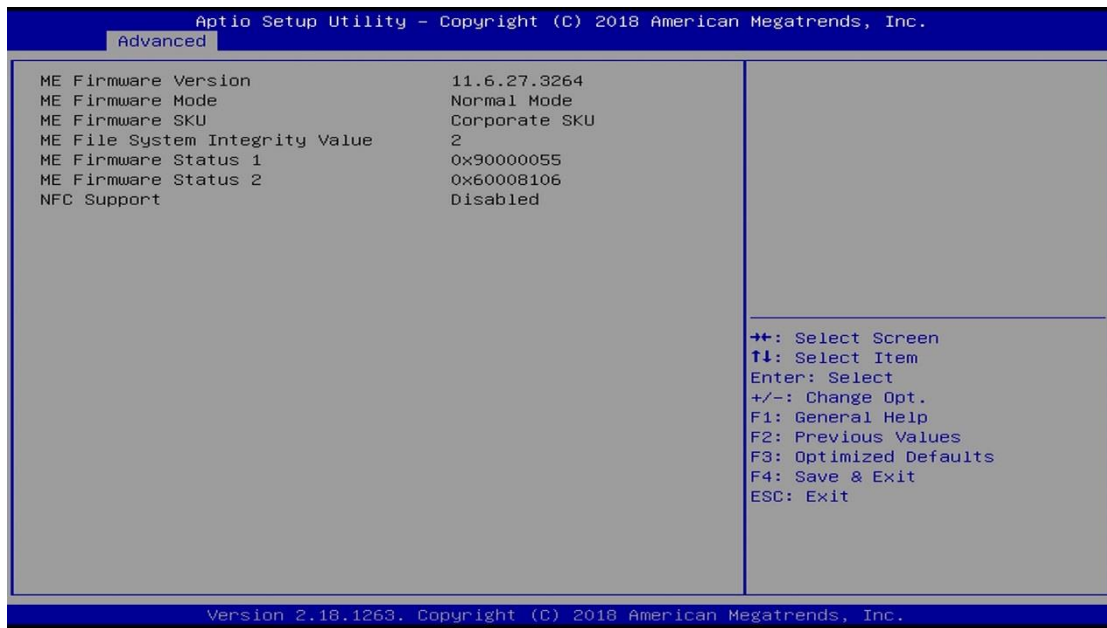 Aptio Setup Utility – Copyright (C) 2018 American Megatrends, Inc.
Advanced
ME Firmware Version 11.6.27.3264
ME Firmware Mode Normal Mode
ME Firmware SKU Corporate SKU
ME File System Integrity Value 2
ME Firmware Status 1 0x90000055
ME Firmware Status 2 0x60008106
NFC Support Disabled
→←: Select Screen
↑↓: Select Item
Enter: Select
+/-: Change Opt.
F1: General Help
F2: Previous Values
F3: Optimized Defaults
F4: Save & Exit
ESC: Exit
Version 2.18.1263. Copyright (C) 2018 American Megatrends, Inc.